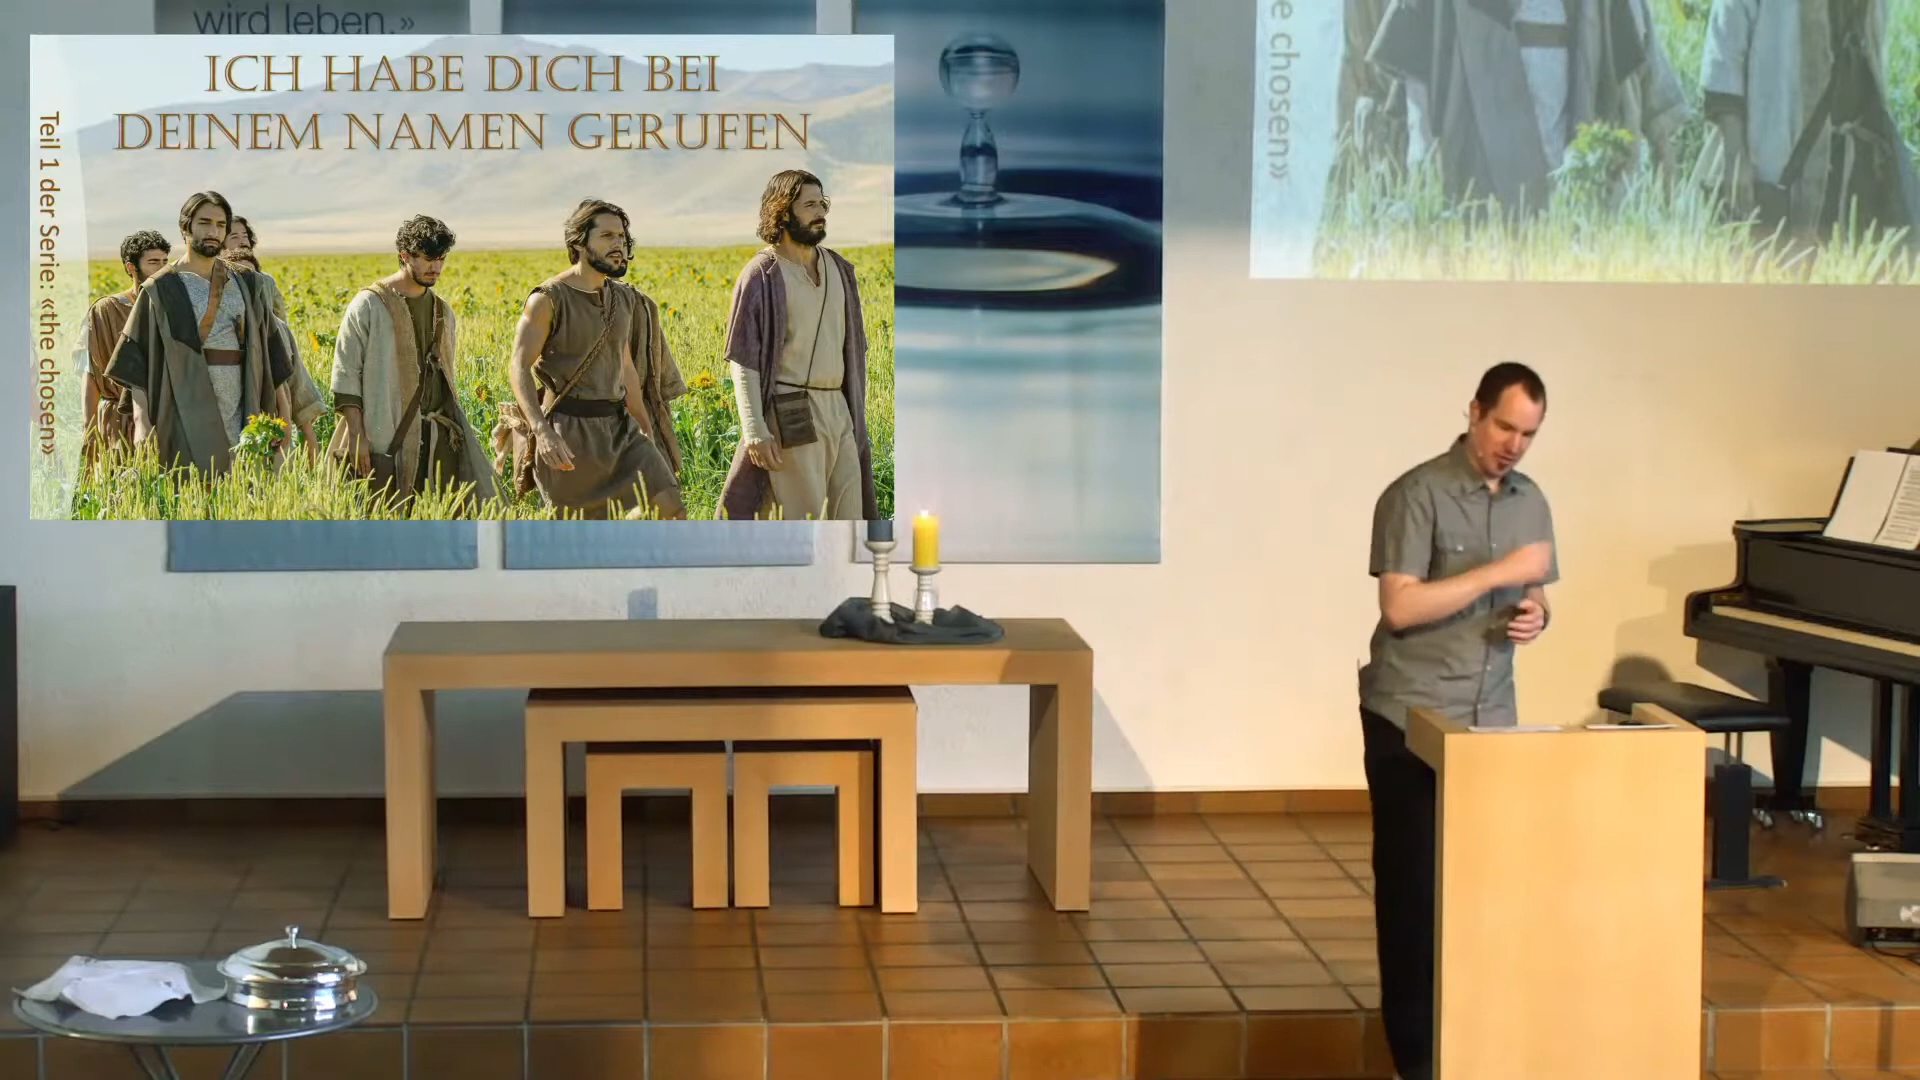 wird leben.»
ICH HABE DICH BEI
DEINEM NAMEN GERUFEN
Teil 1 der Serie: «the chosen»
e chosen»